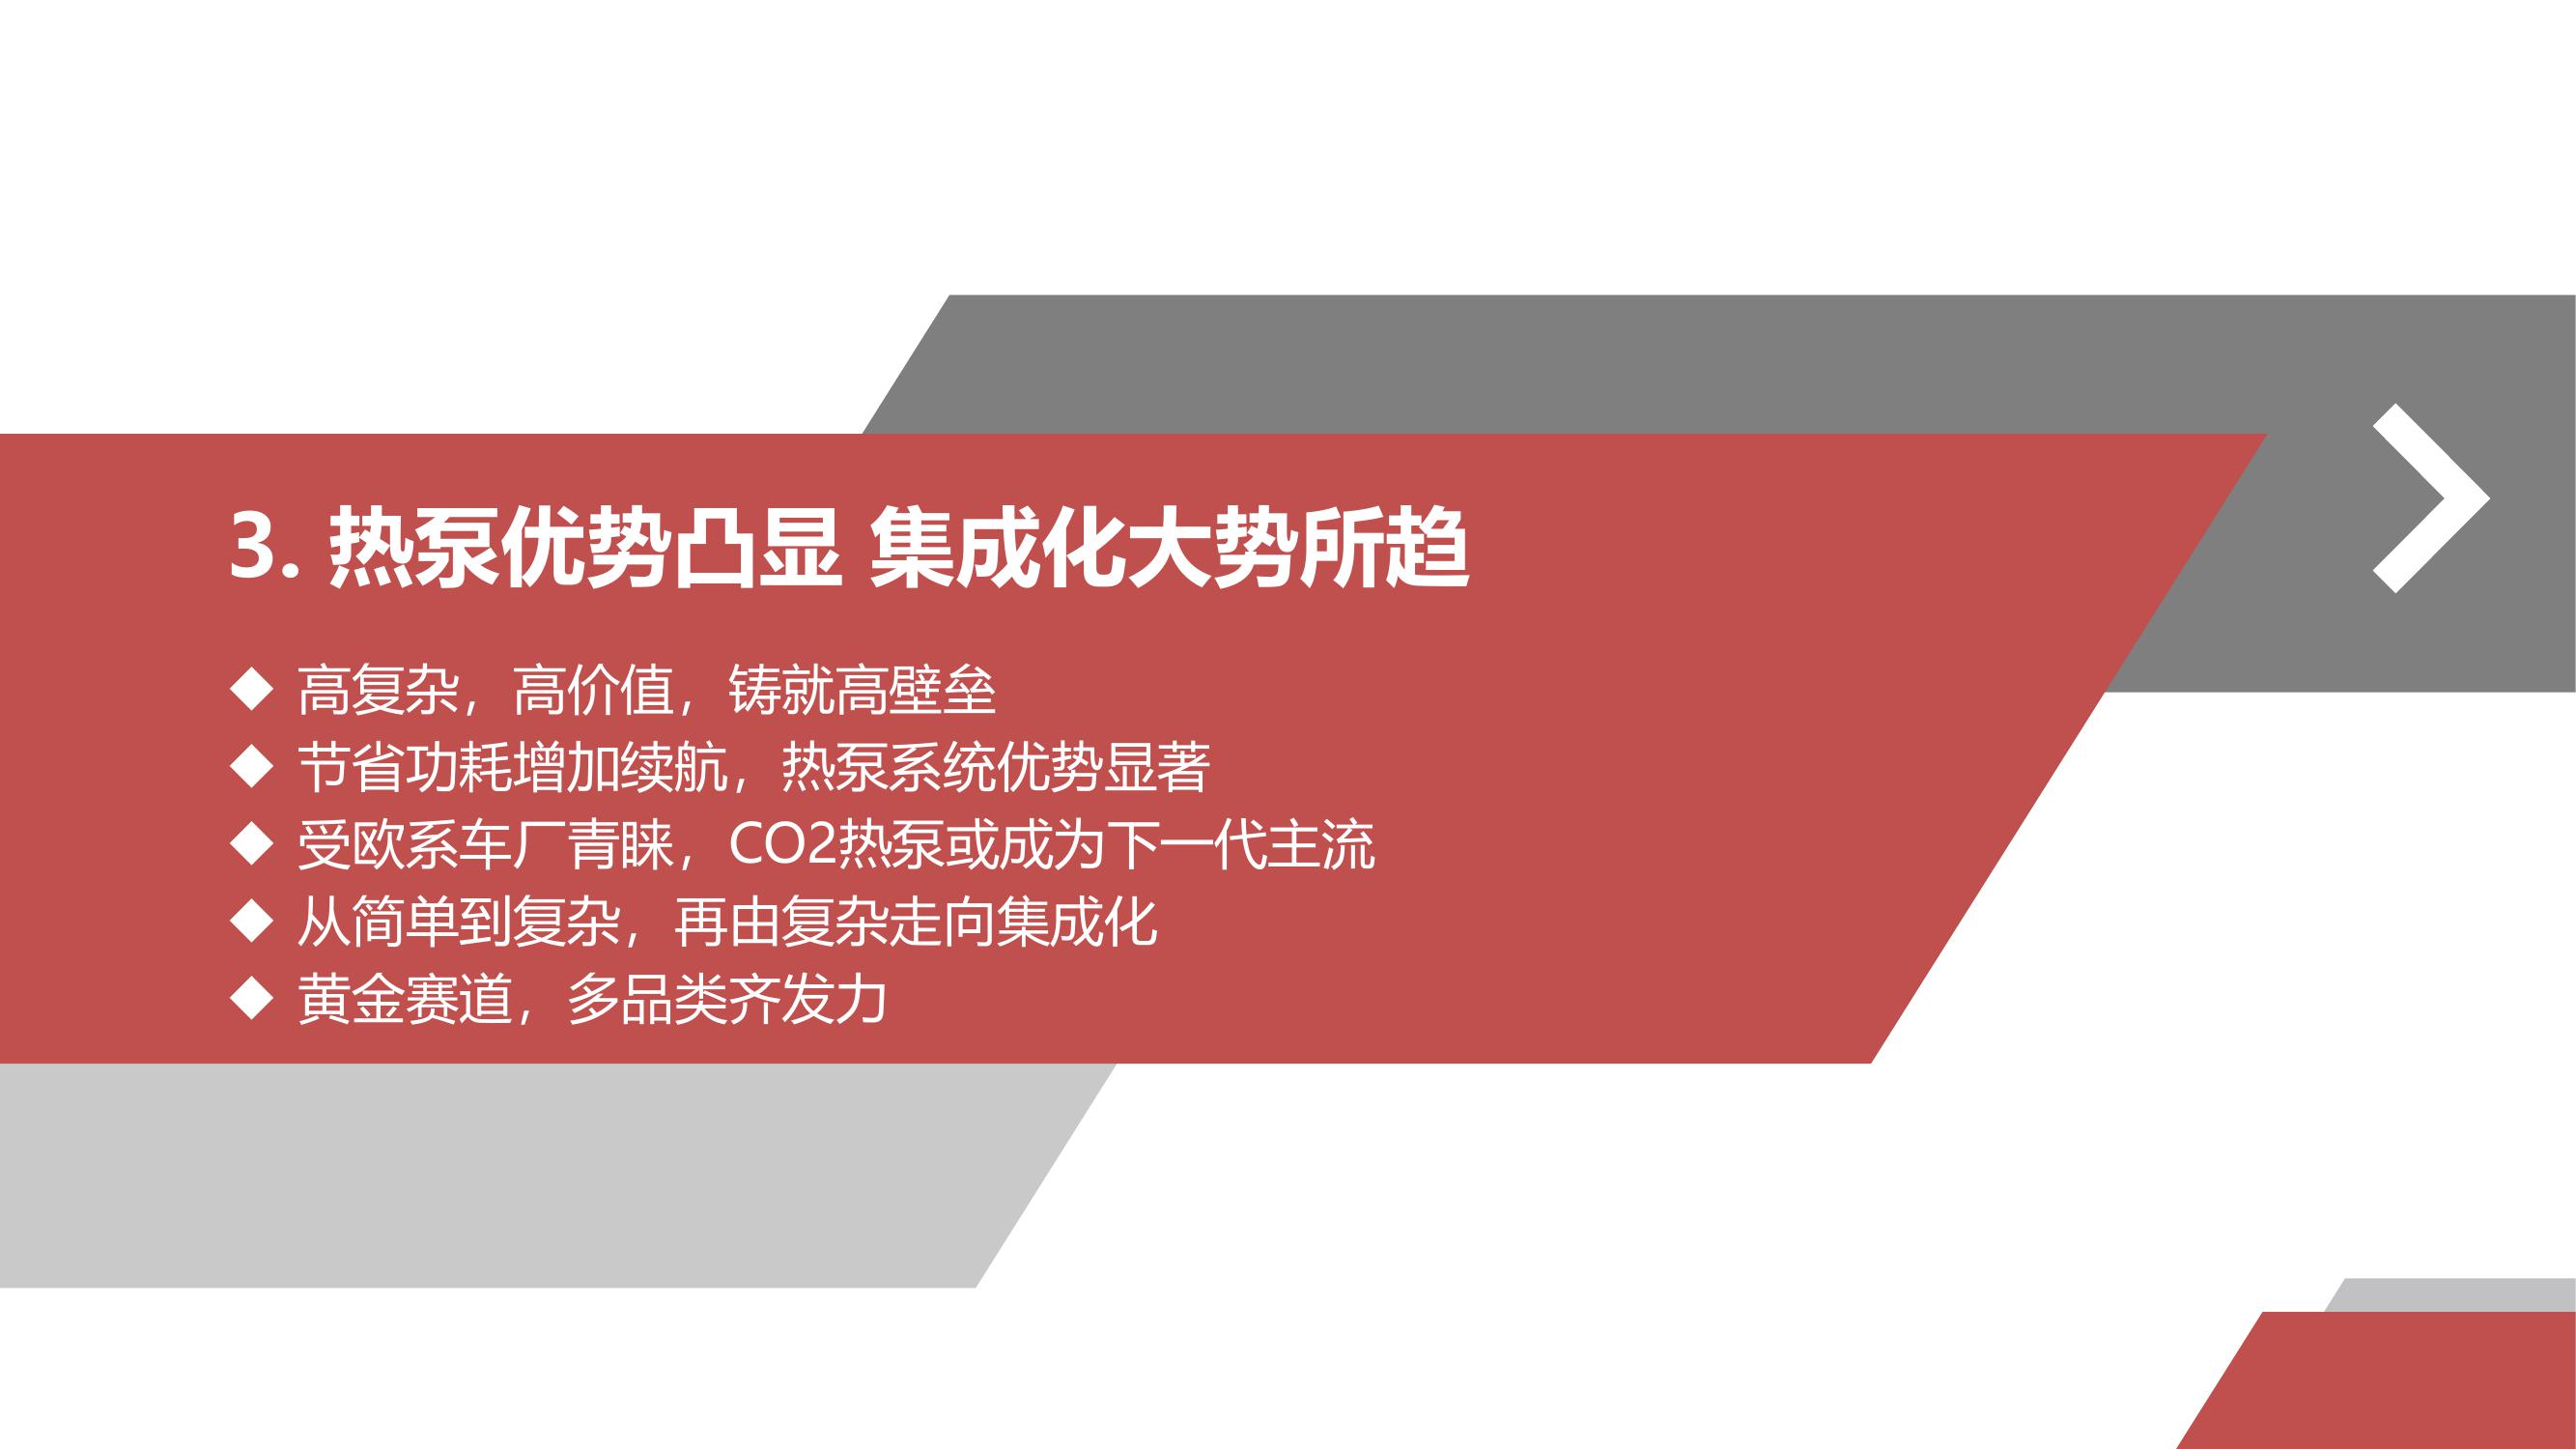 3. 热泵优势凸显 集成化大势所趋
◆ 高复杂，高价值，铸就高壁垒
◆ 节省功耗增加续航，热泵系统优势显著
◆ 受欧系车厂青睐，CO2热泵或成为下一代主流
◆ 从简单到复杂，再由复杂走向集成化
◆ 黄金赛道，多品类齐发力